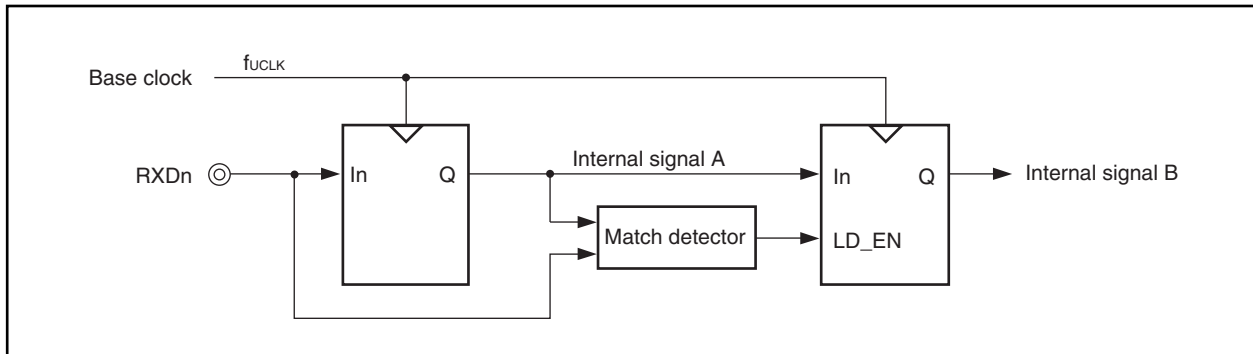 Base clock
fUCLK
RXDn
In
Q
Internal signal A
In
Q
Internal signal B
Match detector
LD_EN